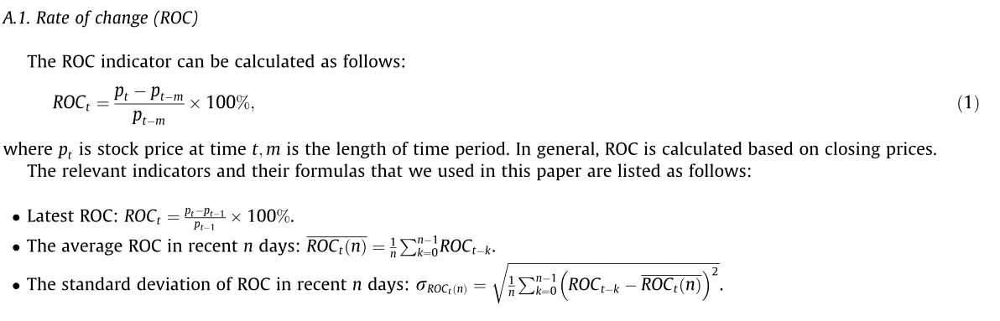 A.1. Rate of change (ROC)
The ROC indicator can be calculated as follows:
$ROC_t = \frac{p_t - p_{t-m}}{p_{t-m}} \times 100\%,$ (1)
where $p_t$ is stock price at time $t, m$ is the length of time period. In general, ROC is calculated based on closing prices.
The relevant indicators and their formulas that we used in this paper are listed as follows:
• Latest ROC: $ROC_t = \frac{p_t - p_{t-1}}{p_{t-1}} \times 100\%.$
• The average ROC in recent $n$ days: $\overline{ROC_t(n)} = \frac{1}{n} \sum_{k=0}^{n-1} ROC_{t-k}.$
• The standard deviation of ROC in recent $n$ days: $\sigma_{ROC_t(n)} = \sqrt{\frac{1}{n} \sum_{k=0}^{n-1} \left( ROC_{t-k} - \overline{ROC_t(n)} \right)^2}.$